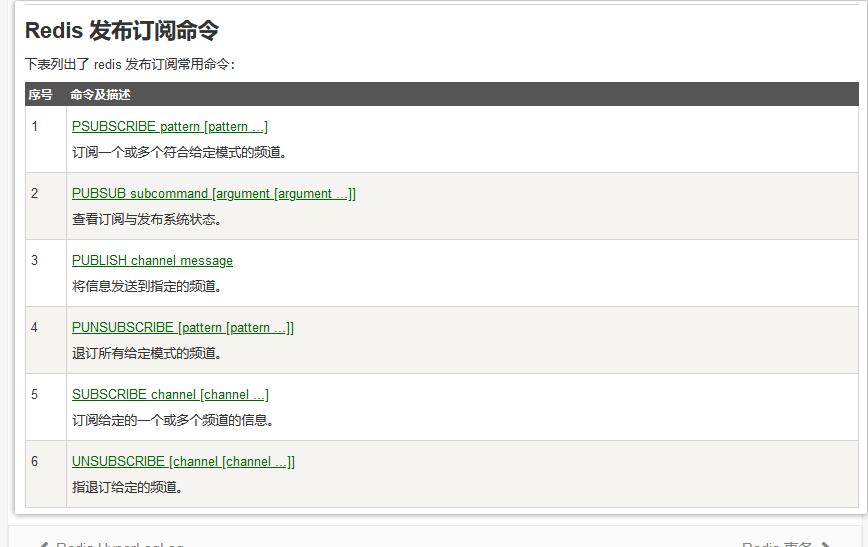 Redis 发布订阅命令
下表列出了 redis 发布订阅常用命令：
序号 命令及描述
1 PSUBSCRIBE pattern [pattern ...]
订阅一个或多个符合给定模式的频道。
2 PUBSUB subcommand [argument [argument ...]]
查看订阅与发布系统状态。
3 PUBLISH channel message
将信息发送到指定的频道。
4 PUNSUBSCRIBE [pattern [pattern ...]]
退订所有给定模式的频道。
5 SUBSCRIBE channel [channel ...]
订阅给定的一个或多个频道的信息。
6 UNSUBSCRIBE [channel [channel ...]]
指退订给定的频道。
Redis HyperLogLog Redis 事务